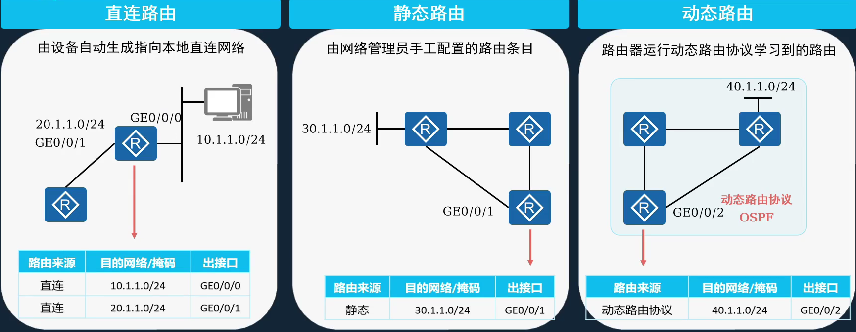 直连路由
由设备自动生成指向本地直连网络
GE0/0/0
20.1.1.0/24
GE0/0/1
10.1.1.0/24
R
R
路由来源 目的网络/掩码 出接口
直连 10.1.1.0/24 GE0/0/0
直连 20.1.1.0/24 GE0/0/1
静态路由
由网络管理员手工配置的路由条目
30.1.1.0/24
R
R
R
GE0/0/1
路由来源 目的网络/掩码 出接口
静态 30.1.1.0/24 GE0/0/1
动态路由
路由器运行动态路由协议学习到的路由
40.1.1.0/24
R
R
R
GE0/0/2
动态路由协议
OSPF
路由来源 目的网络/掩码 出接口
动态路由协议 40.1.1.0/24 GE0/0/2